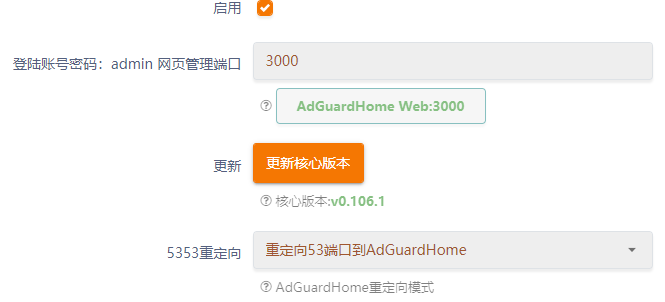 启用
登陆账号密码：admin 网页管理端口 3000
AdGuardHome Web:3000
更新 更新核心版本
核心版本:v0.106.1
5353重定向 重定向53端口到AdGuardHome
AdGuardHome重定向模式